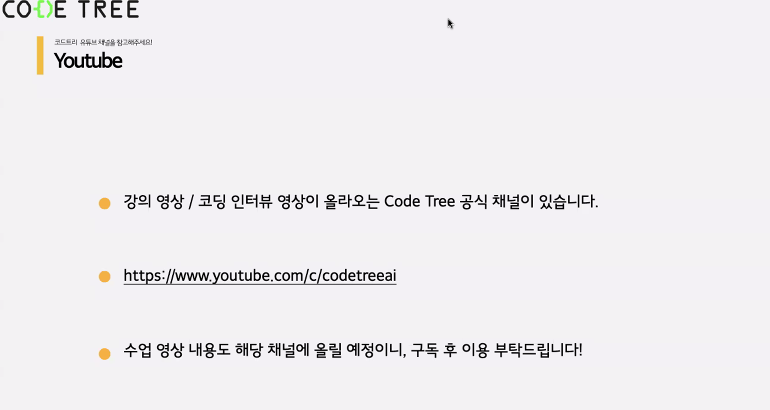 CODE TREE
코드트리 유튜브 채널을 참고해주세요!
Youtube
강의 영상 / 코딩 인터뷰 영상이 올라오는 Code Tree 공식 채널이 있습니다.
https://www.youtube.com/c/codetreeai
수업 영상 내용도 해당 채널에 올릴 예정이니, 구독 후 이용 부탁드립니다!